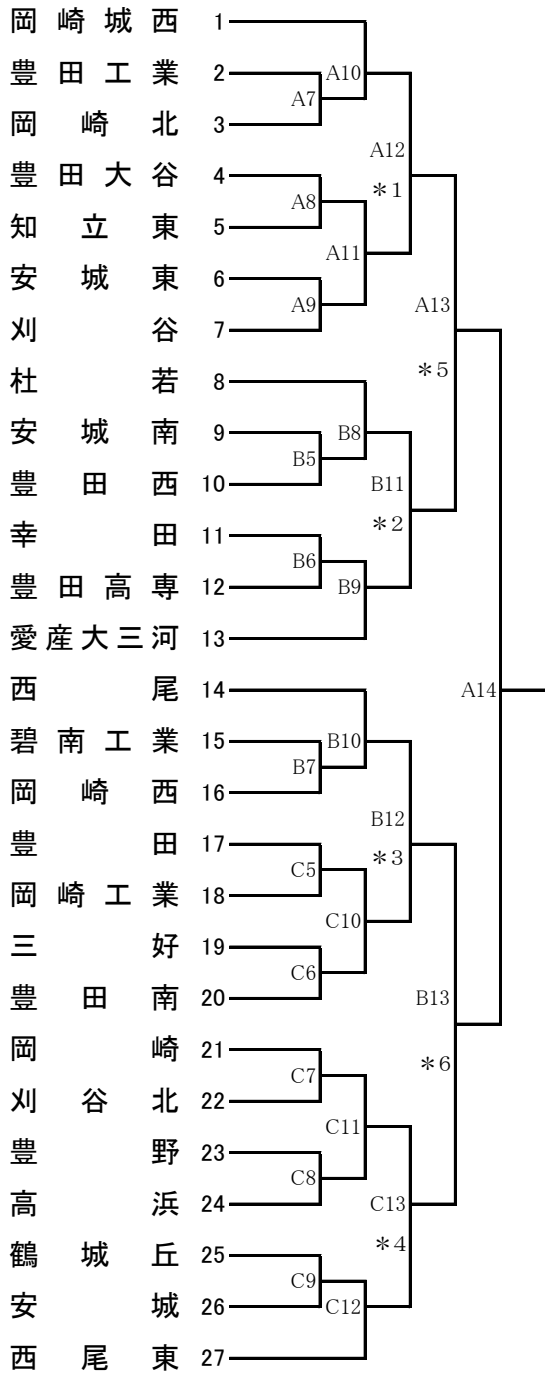 岡崎城西 1
豊田工業 2
A10
A7
岡崎北 3
A12
豊田大谷 4
A8
*1
知立東 5
A11
安城東 6
A9
A13
刈谷 7
*5
杜若 8
安城南 9
B8
B5
豊田西 10
B11
*2
幸田 11
B6
豊田高専 12
B9
愛産大三河 13
西尾 14
A14
碧南工業 15
B10
B7
岡崎西 16
B12
豊田 17
*3
C5
岡崎工業 18
C10
三好 19
C6
豊田南 20
B13
岡崎 21
*6
C7
刈谷北 22
C11
豊野 23
C8
高浜 24
C13
*4
鶴城丘 25
C9
安城 26
C12
西尾東 27